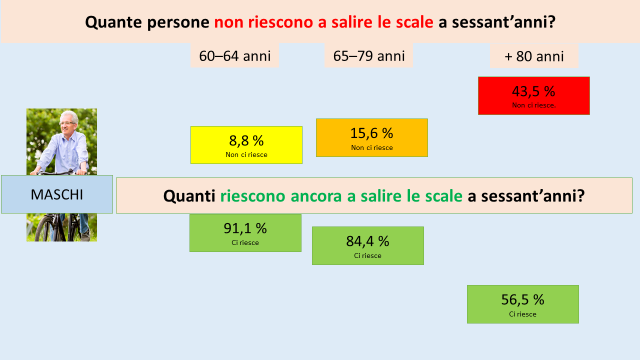 Quante persone non riescono a salire le scale a sessant’anni?
60–64 anni
65–79 anni
+ 80 anni
43,5 %
Non ci riesce.
8,8 %
Non ci riesce
15,6 %
Non ci riesce
MASCHI
Quanti riescono ancora a salire le scale a sessant’anni?
91,1 %
Ci riesce
84,4 %
Ci riesce
56,5 %
Ci riesce